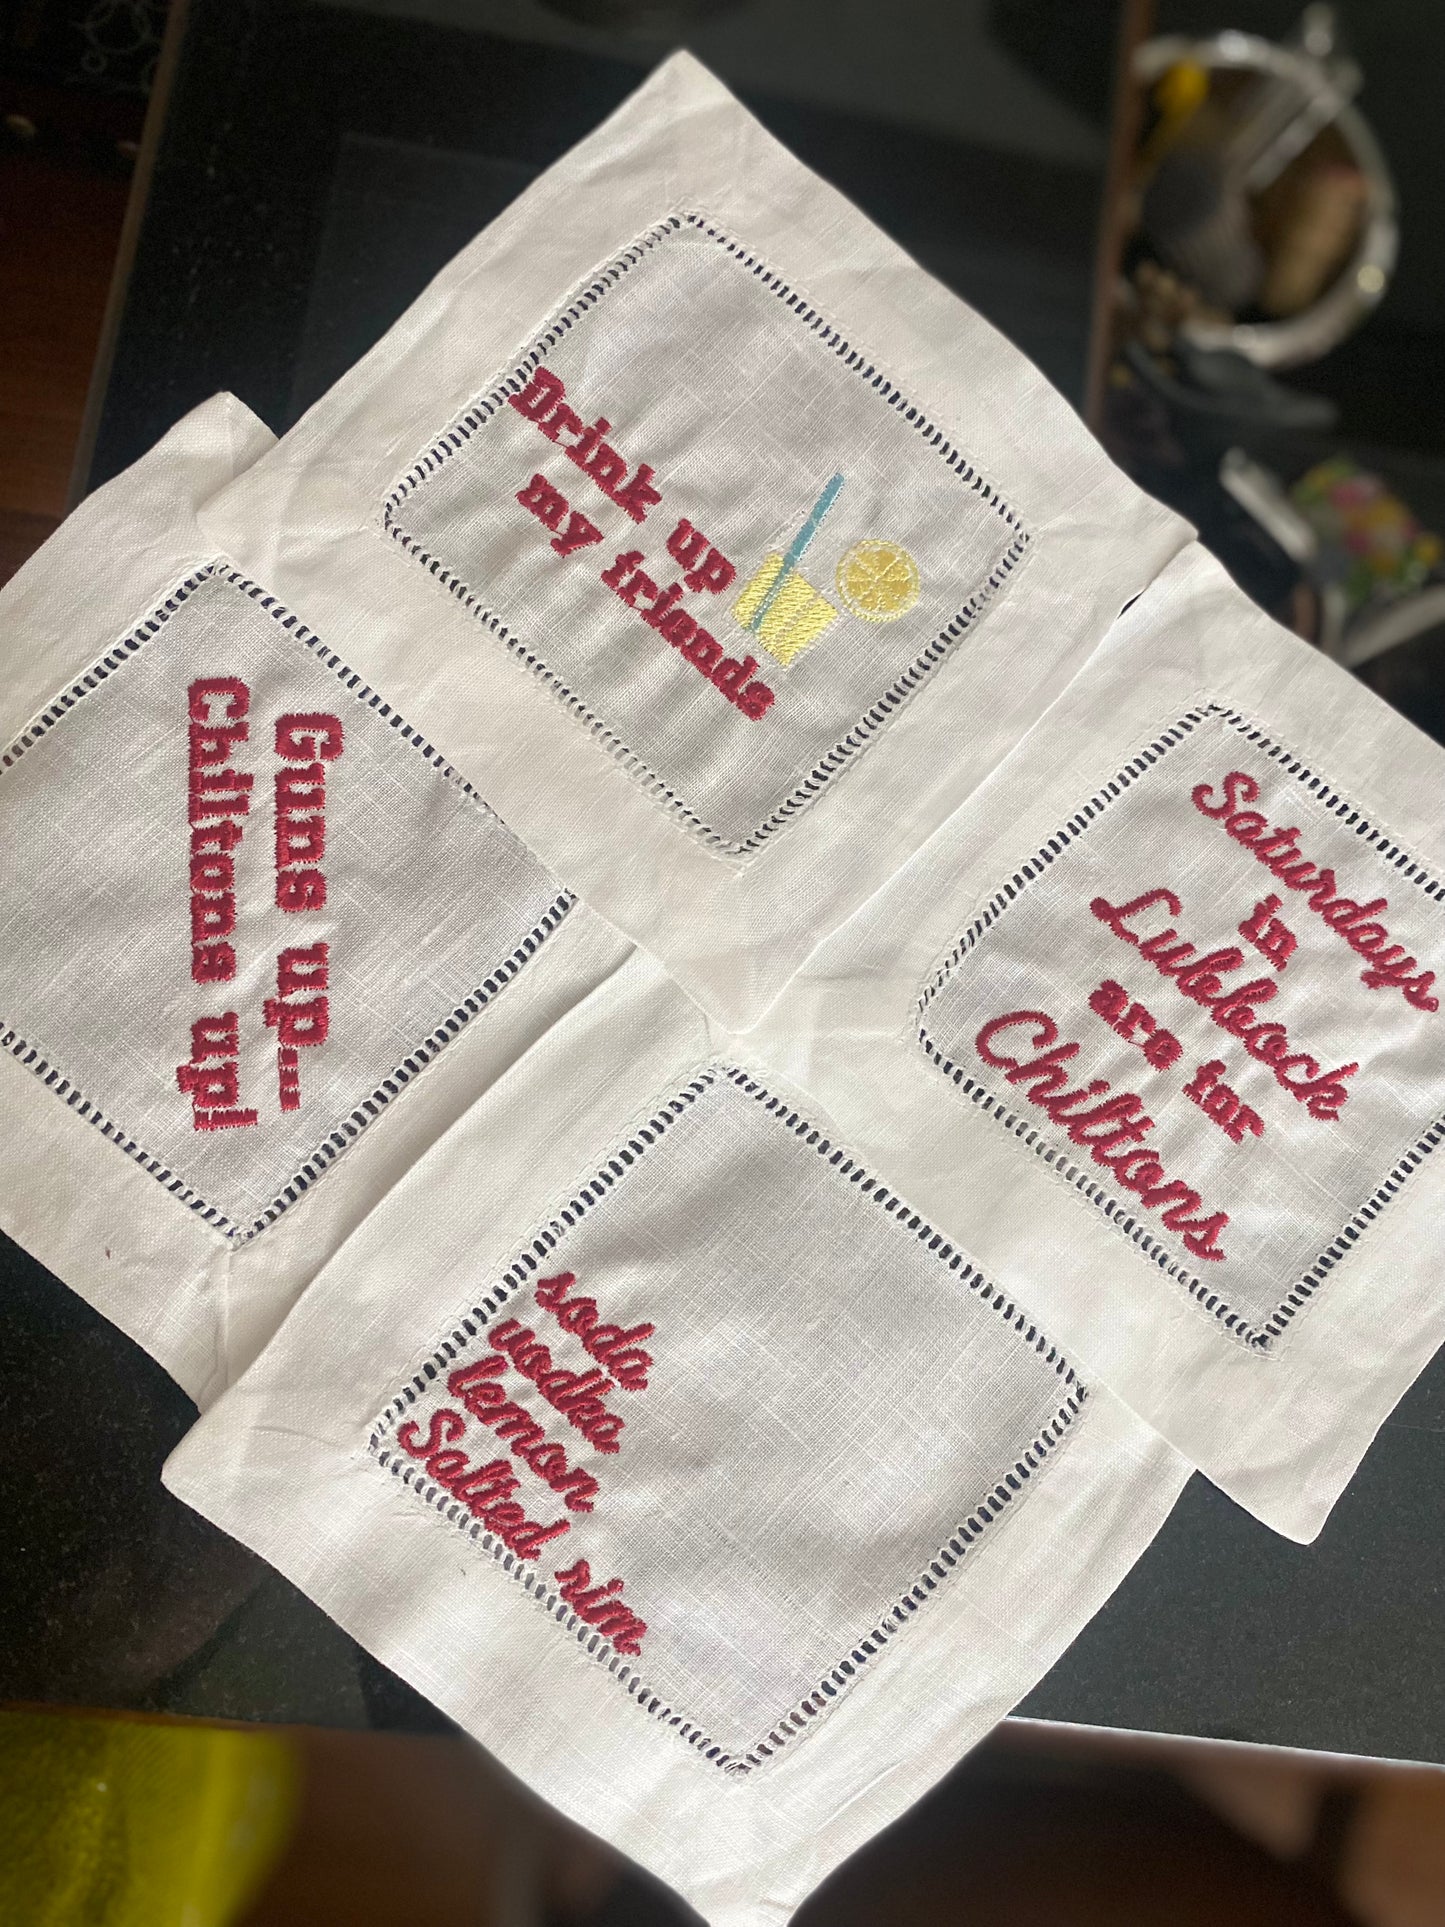 Drink up
my friends
Guns up...
Chiltons up!
Saturdays
in
Lubbock
are for
Chiltons
soda
vodka
lemon
Salted rim